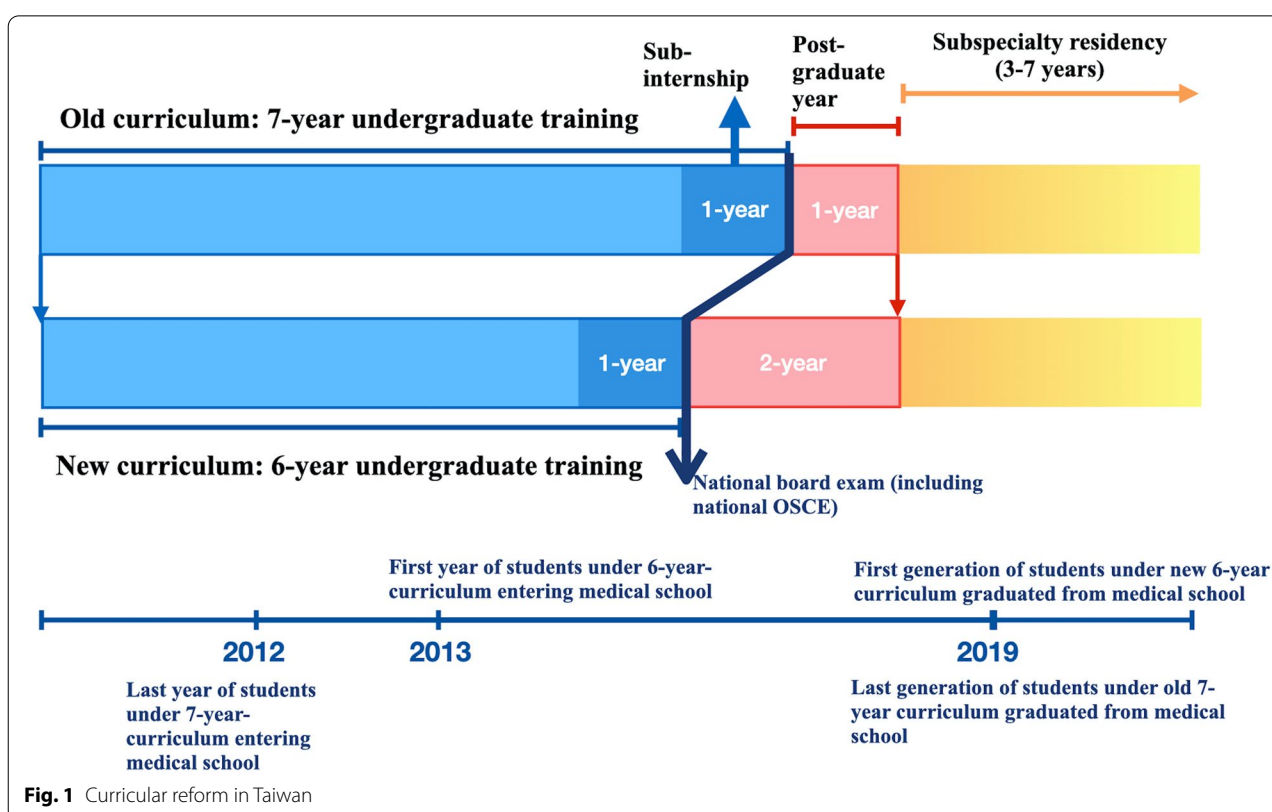 Sub-
internship
Post-
graduate
year
Subspecialty residency
(3-7 years)
Old curriculum: 7-year undergraduate training
1-year
1-year
1-year
2-year
New curriculum: 6-year undergraduate training
National board exam (including
national OSCE)
First year of students under 6-year-
curriculum entering medical school
First generation of students under new 6-year
curriculum graduated from medical school
2012
2013
2019
Last year of students
under 7-year-
curriculum entering
medical school
Last generation of students under old 7-
year curriculum graduated from medical
school
Fig. 1 Curricular reform in Taiwan